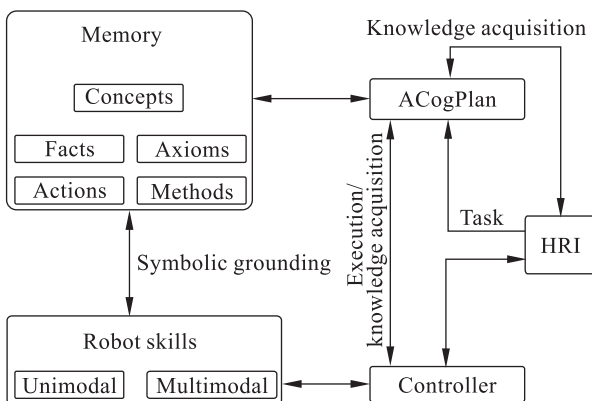 Memory
Concepts
Facts
Axioms
Actions
Methods
Knowledge acquisition
ACogPlan
Execution/
knowledge acquisition
Task
HRI
Symbolic grounding
Robot skills
Unimodal
Multimodal
Controller